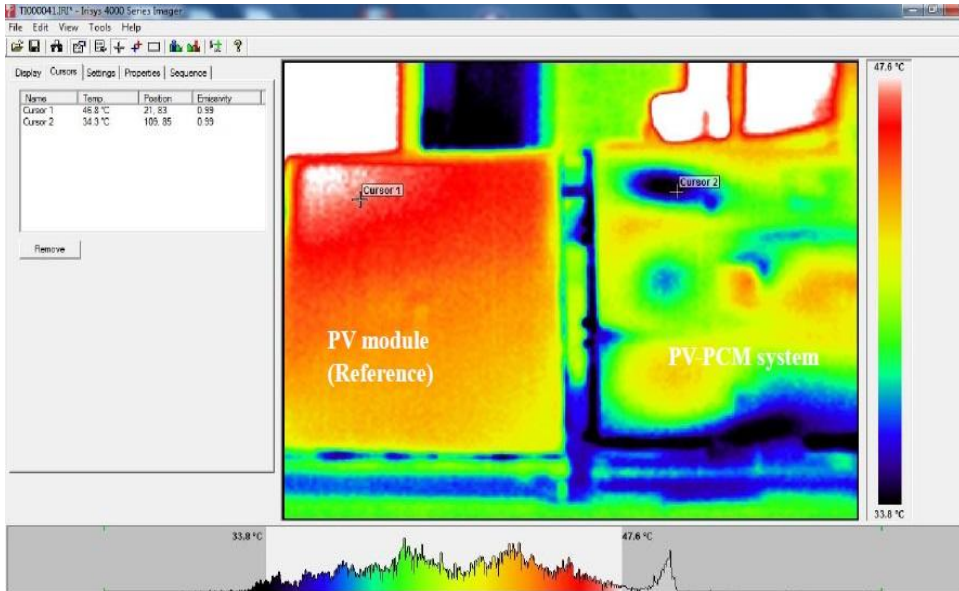 TI000041.IRI* - Irisys 4000 Series Imager
File Edit View Tools Help
Display Cursors Settings Properties Sequence
Name Temp. Position Emissivity
Cursor 1 46.8 °C 21, 83 0.99
Cursor 2 34.3 °C 109, 85 0.99
Remove
Cursor 1
Cursor 2
PV module
(Reference)
PV-PCM system
47.6 °C
33.8 °C
33.8 °C
47.6 °C